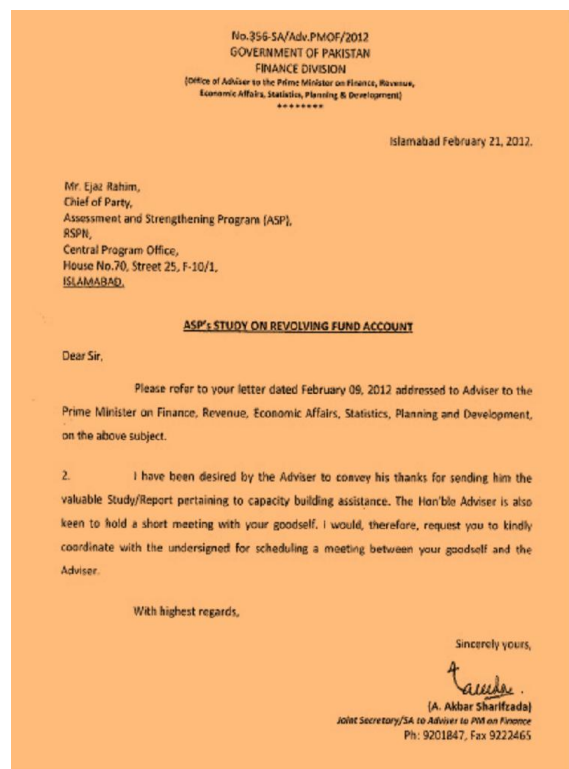 No.356-SA/Adv.PMOF/2012
GOVERNMENT OF PAKISTAN
FINANCE DIVISION
(Office of Adviser to the Prime Minister on Finance, Revenue,
Economic Affairs, Statistics, Planning & Development)
********
Islamabad February 21, 2012.
Mr. Ejaz Rahim,
Chief of Party,
Assessment and Strengthening Program (ASP),
RSPN,
Central Program Office,
House No.70, Street 25, F-10/1,
ISLAMABAD.
ASP's STUDY ON REVOLVING FUND ACCOUNT
Dear Sir,
Please refer to your letter dated February 09, 2012 addressed to Adviser to the
Prime Minister on Finance, Revenue, Economic Affairs, Statistics, Planning and Development,
on the above subject.
2. I have been desired by the Adviser to convey his thanks for sending him the
valuable Study/Report pertaining to capacity building assistance. The Hon'ble Adviser is also
keen to hold a short meeting with your goodself. I would, therefore, request you to kindly
coordinate with the undersigned for scheduling a meeting between your goodself and the
Adviser.
With highest regards,
Sincerely yours,
(A. Akbar Sharifzada)
Joint Secretary/SA to Adviser to PM on Finance
Ph: 9201847, Fax 9222465